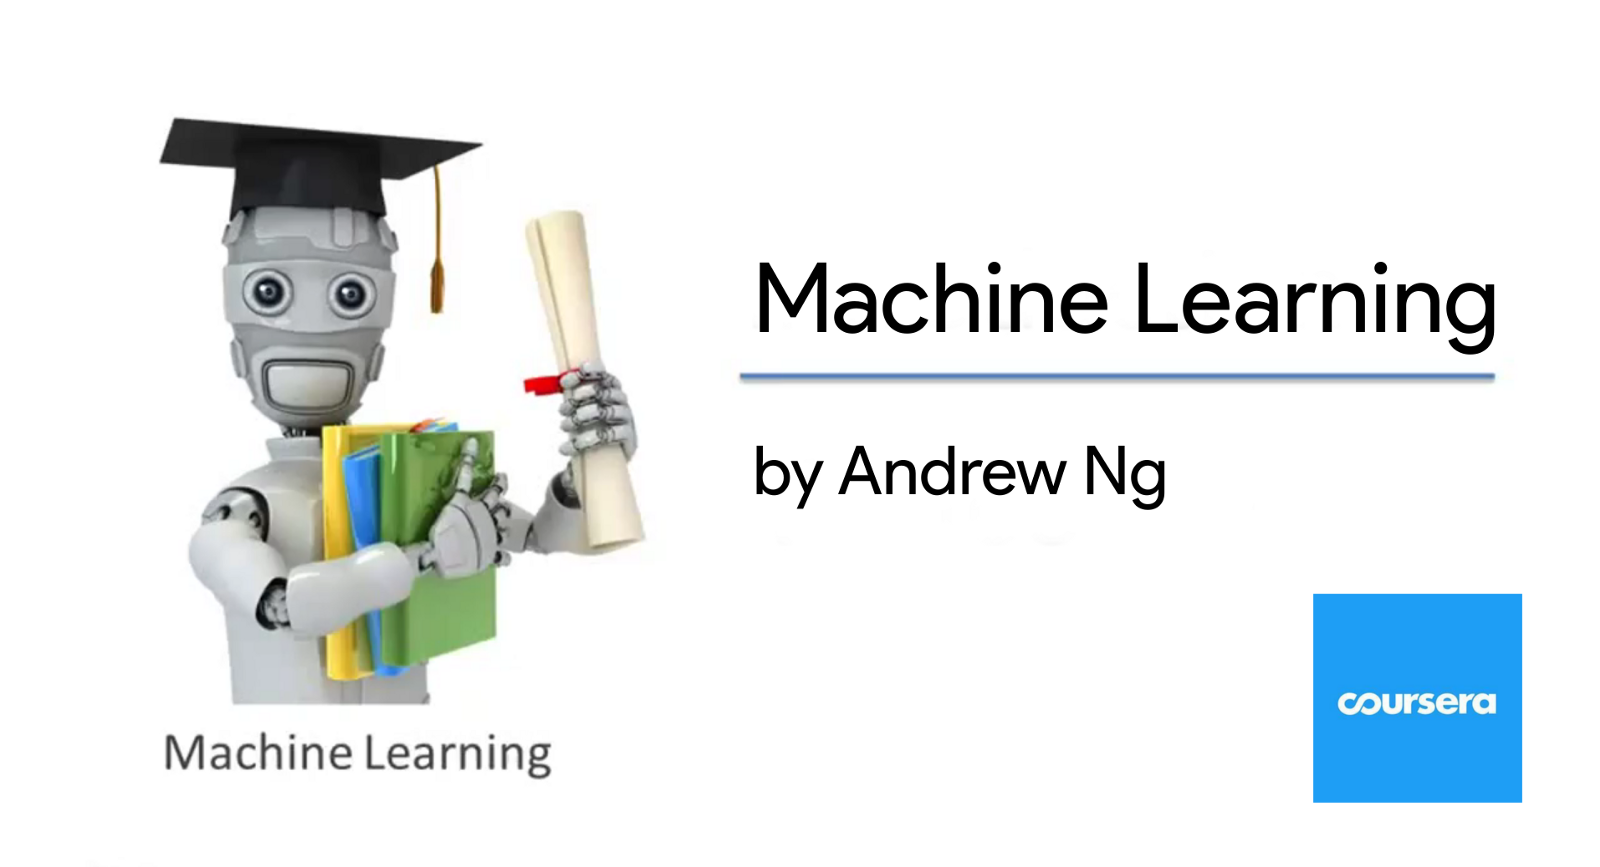 Machine Learning
by Andrew Ng
coursera
Machine Learning